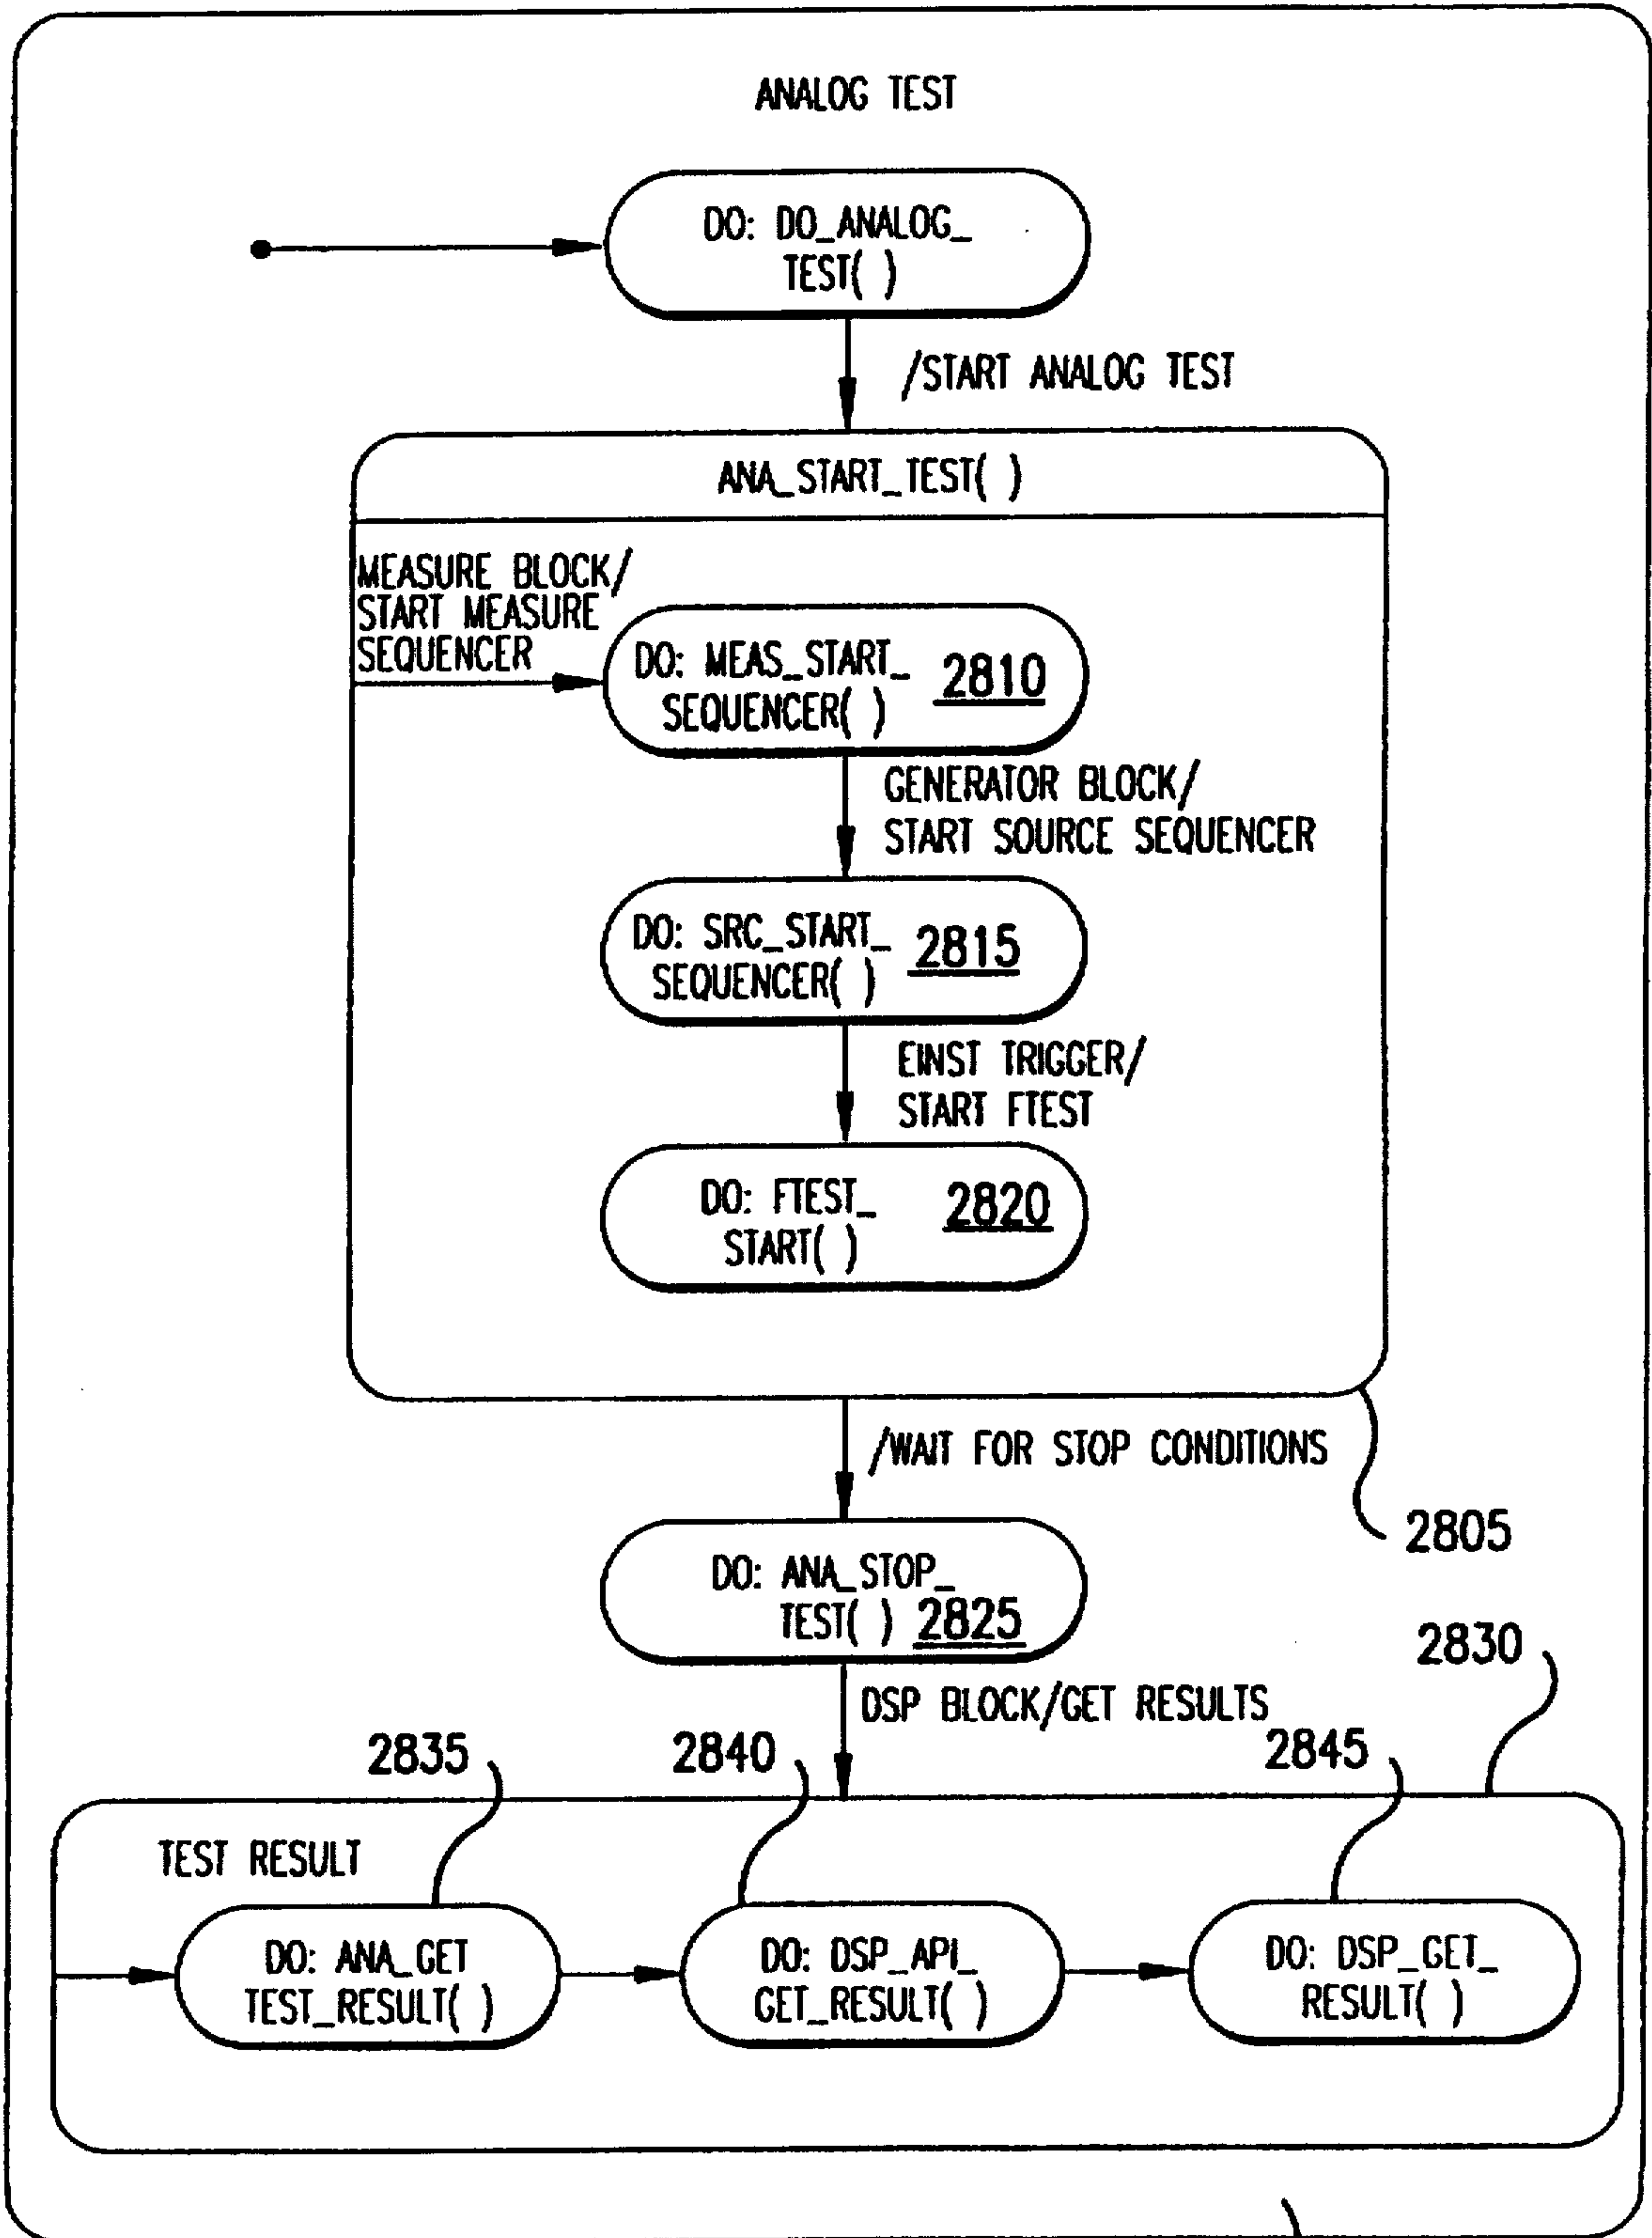 ANALOG TEST
DO: DO_ANALOG_
TEST( )
/START ANALOG TEST
ANA_START_TEST( )
MEASURE BLOCK/
START MEASURE
SEQUENCER
DO: MEAS_START_ 2810
SEQUENCER( )
GENERATOR BLOCK/
START SOURCE SEQUENCER
DO: SRC_START_ 2815
SEQUENCER( )
EINST TRIGGER/
START FTEST
DO: FTEST_ 2820
START( )
/WAIT FOR STOP CONDITIONS
2805
DO: ANA_STOP_
TEST( ) 2825
2830
DSP BLOCK/GET RESULTS
2835
2840
2845
TEST RESULT
DO: ANA_GET
TEST_RESULT( )
DO: DSP_API_
GET_RESULT( )
DO: DSP_GET_
RESULT( )